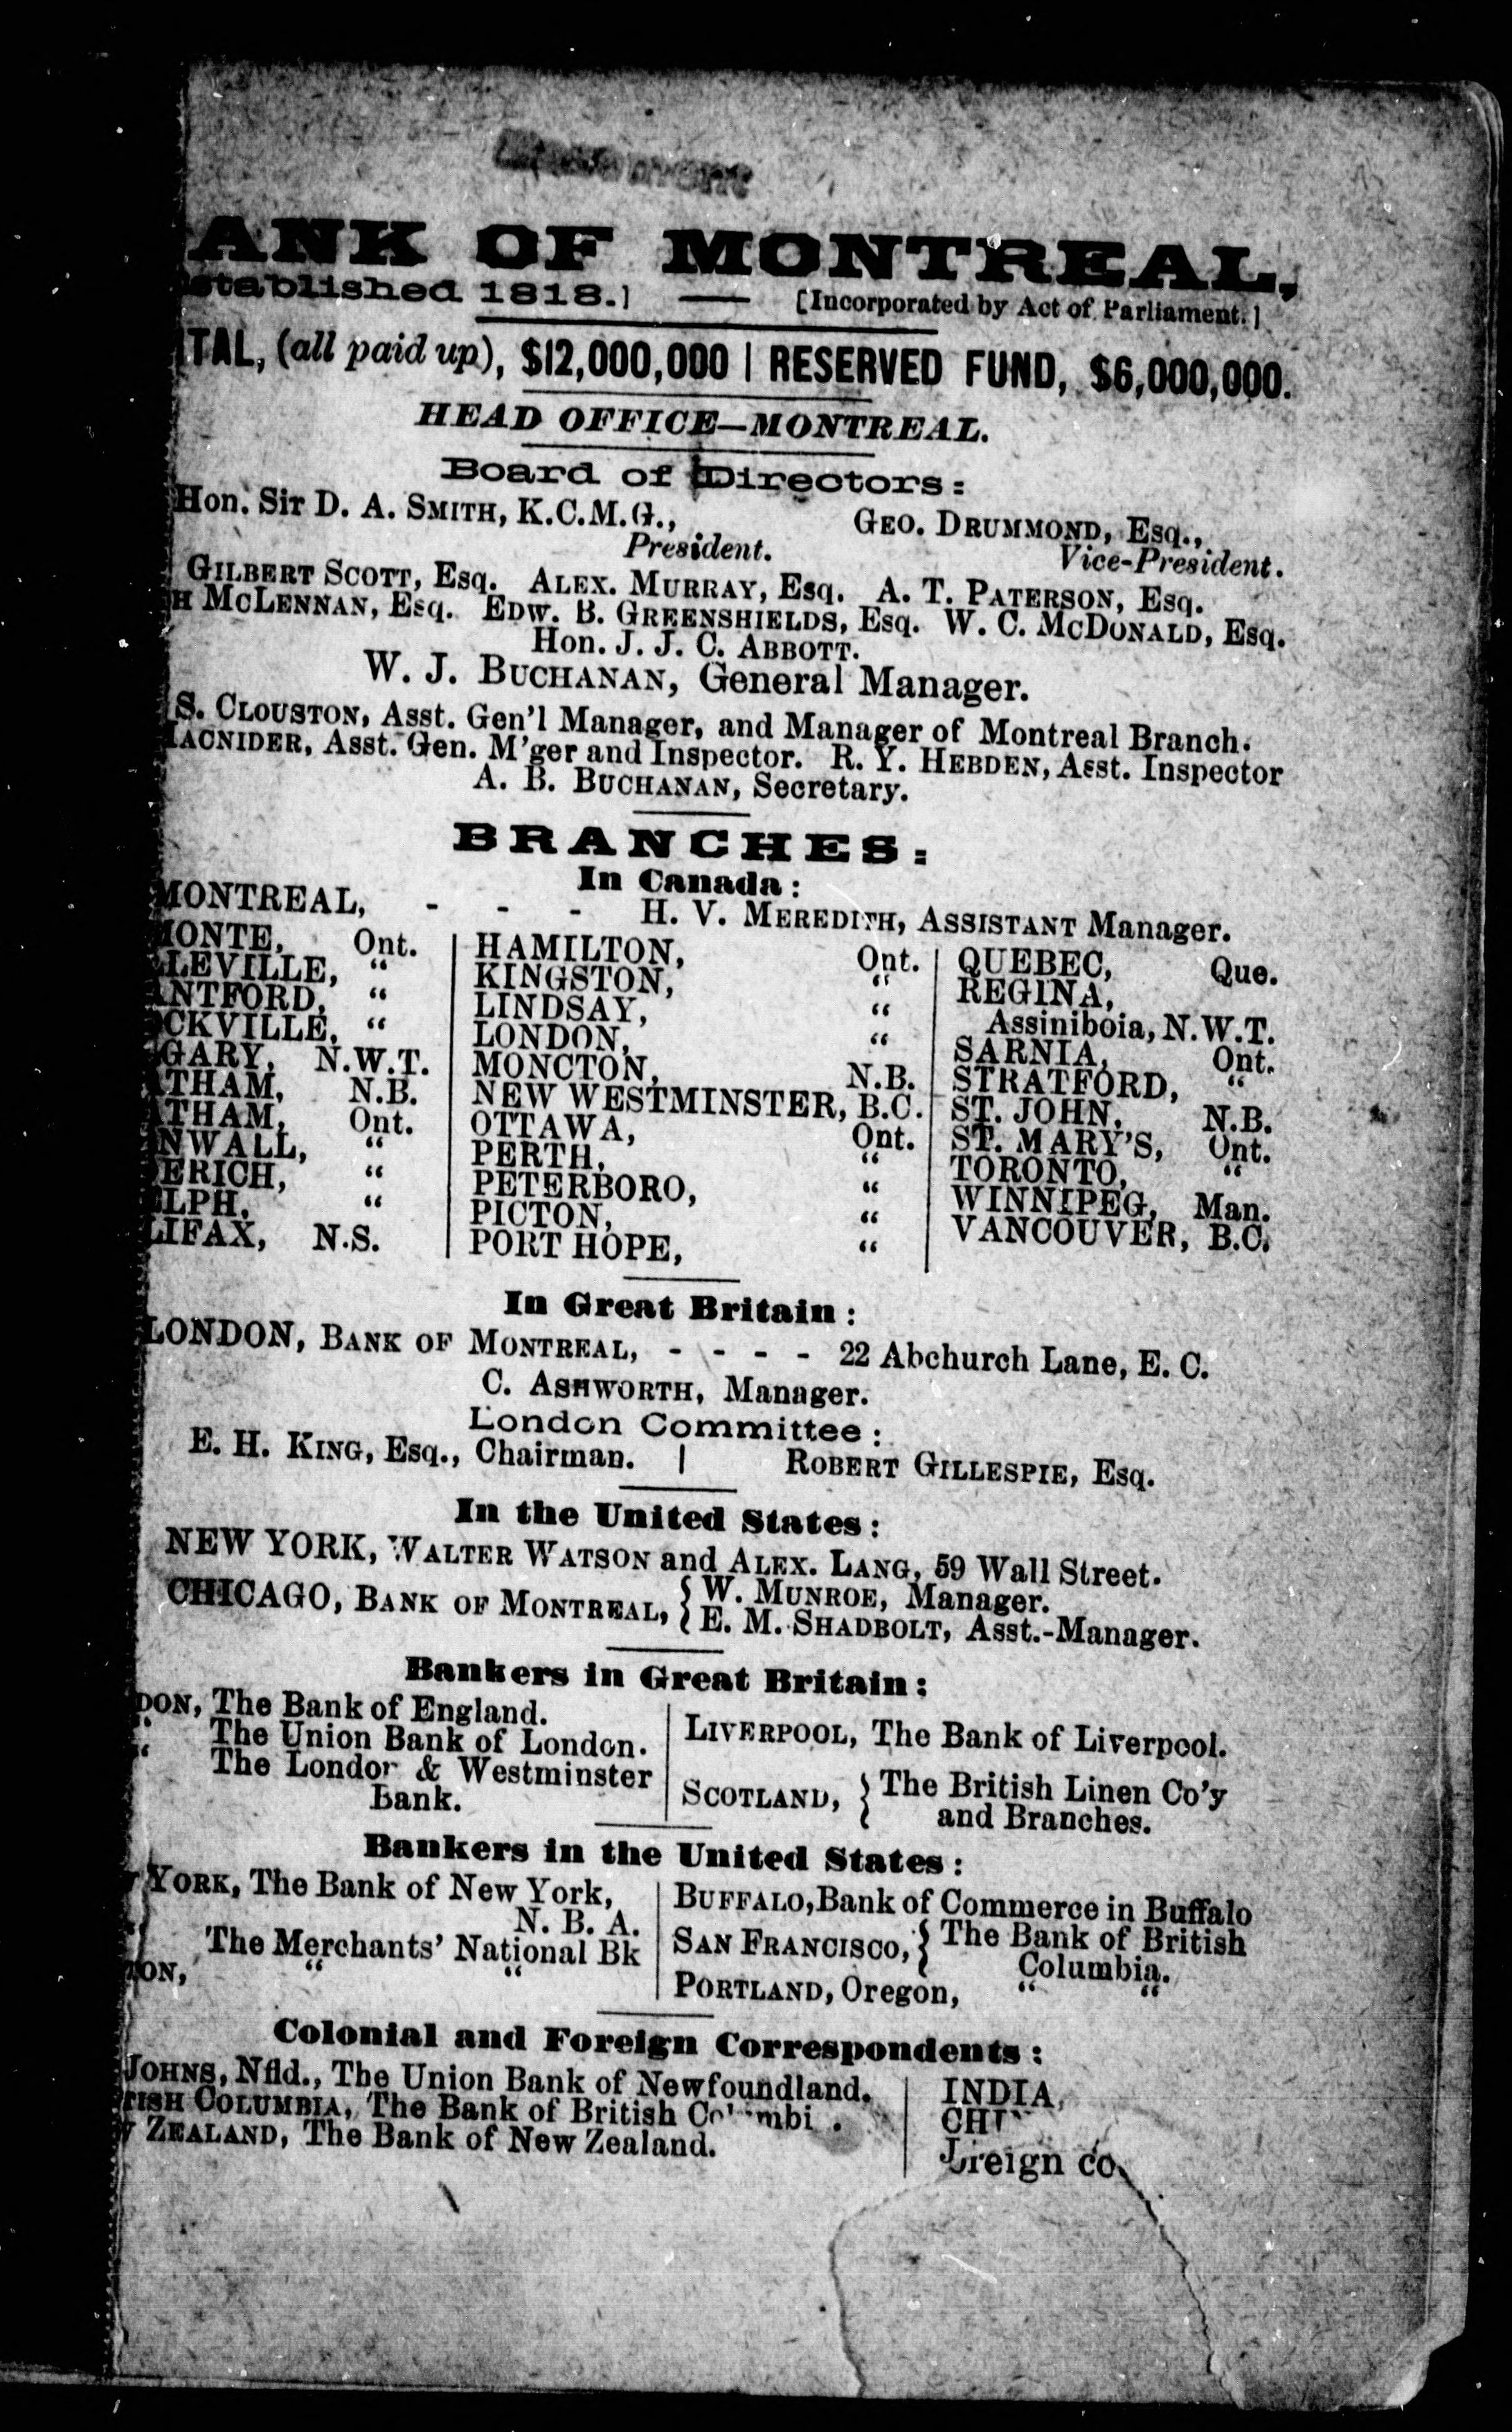 ANK OF MONTREAL,
stablished 1818.] — [Incorporated by Act of Parliament.]
ITAL, (all paid up), $12,000,000 | RESERVED FUND, $6,000,000.
HEAD OFFICE—MONTREAL.
Board of Directors:
Hon. Sir D. A. SMITH, K.C.M.G., GEO. DRUMMOND, Esq.,
President. Vice-President.
GILBERT SCOTT, Esq. ALEX. MURRAY, Esq. A. T. PATERSON, Esq.
H MCLENNAN, Esq. EDW. B. GREENSHIELDS, Esq. W. C. MCDONALD, Esq.
Hon. J. J. C. ABBOTT.
W. J. BUCHANAN, General Manager.
S. CLOUSTON, Asst. Gen'l Manager, and Manager of Montreal Branch.
MACNIDER, Asst. Gen. M'ger and Inspector. R. Y. HEBDEN, Asst. Inspector
A. B. BUCHANAN, Secretary.
BRANCHES:
In Canada:
MONTREAL, - - - H. V. MEREDITH, ASSISTANT Manager.
MONTE, Ont.
LLEVILLE, "
ANTFORD, "
OCKVILLE, "
GARY, N.W.T.
ATHAM, N.B.
ATHAM, Ont.
NWALL, "
ERICH, "
ELPH, "
LIFAX, N.S.
HAMILTON, Ont.
KINGSTON, "
LINDSAY, "
LONDON, "
MONCTON, N.B.
NEW WESTMINSTER, B.C.
OTTAWA, Ont.
PERTH, "
PETERBORO, "
PICTON, "
PORT HOPE, "
QUEBEC, Que.
REGINA,
Assiniboia, N.W.T.
SARNIA, Ont.
STRATFORD, "
ST. JOHN, N.B.
ST. MARY'S, Ont.
TORONTO, "
WINNIPEG, Man.
VANCOUVER, B.C.
In Great Britain:
LONDON, BANK OF MONTREAL, - - - - 22 Abchurch Lane, E. C.
C. ASHWORTH, Manager.
London Committee:
E. H. KING, Esq., Chairman. | ROBERT GILLESPIE, Esq.
In the United States:
NEW YORK, WALTER WATSON and ALEX. LANG, 59 Wall Street.
CHICAGO, BANK OF MONTREAL, { W. MUNROE, Manager.
E. M. SHADBOLT, Asst.-Manager.
Bankers in Great Britain:
DON, The Bank of England.
" The Union Bank of London.
" The London & Westminster
Bank.
LIVERPOOL, The Bank of Liverpool.
SCOTLAND, { The British Linen Co'y
and Branches.
Bankers in the United States:
YORK, The Bank of New York,
N. B. A.
" The Merchants' National Bk
TON, " "
BUFFALO, Bank of Commerce in Buffalo
SAN FRANCISCO, { The Bank of British
Columbia.
PORTLAND, Oregon, " "
Colonial and Foreign Correspondents:
JOHNS, Nfld., The Union Bank of Newfoundland.
TISH COLUMBIA, The Bank of British
ZEALAND, The Bank of New Zealand.
INDIA,